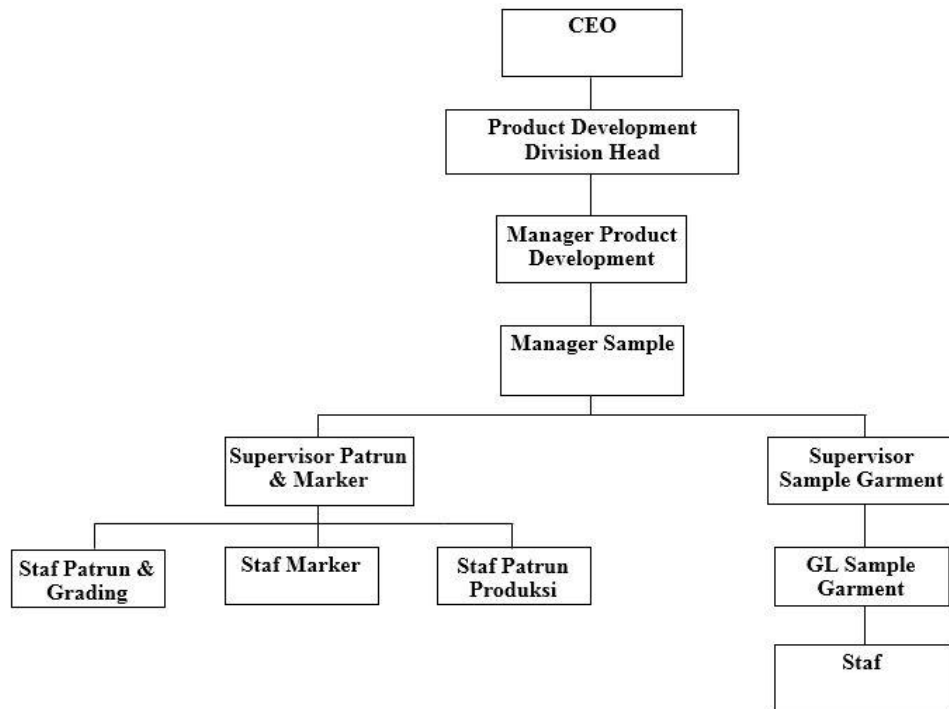 CEO
Product Development
Division Head
Manager Product
Development
Manager Sample
Supervisor Patrun
& Marker
Supervisor
Sample Garment
Staf Patrun &
Grading
Staf Marker
Staf Patrun
Produksi
GL Sample
Garment
Staf